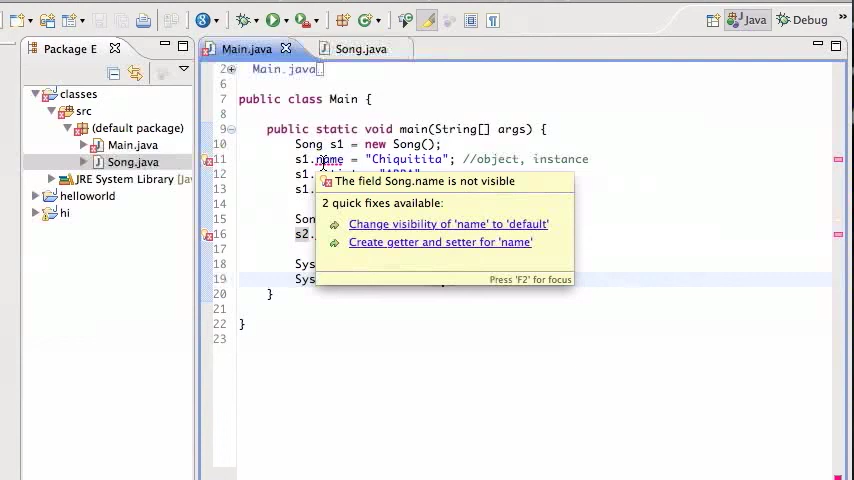 Java
Debug
Package E
Main.java
Song.java
classes
src
(default package)
Main.java
Song.java
JRE System Library [Java
helloworld
hi
2 Main.java
6
7 public class Main {
8
9 public static void main(String[] args) {
10 Song s1 = new Song();
11 s1.name = "Chiquitita"; //object, instance
12 s1.
13 s1.
14
15 Son
16 s2.
17
18 Sys
19 Sys
20 }
21
22 }
23
The field Song.name is not visible
2 quick fixes available:
Change visibility of 'name' to 'default'
Create getter and setter for 'name'
Press 'F2' for focus